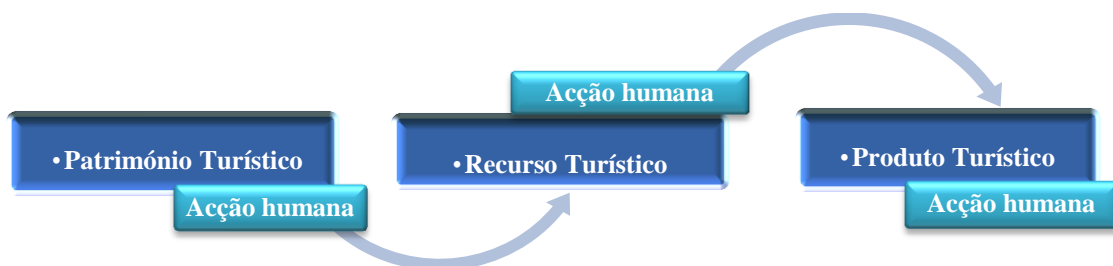 • Património Turístico
Acção humana
Acção humana
• Recurso Turístico
• Produto Turístico
Acção humana